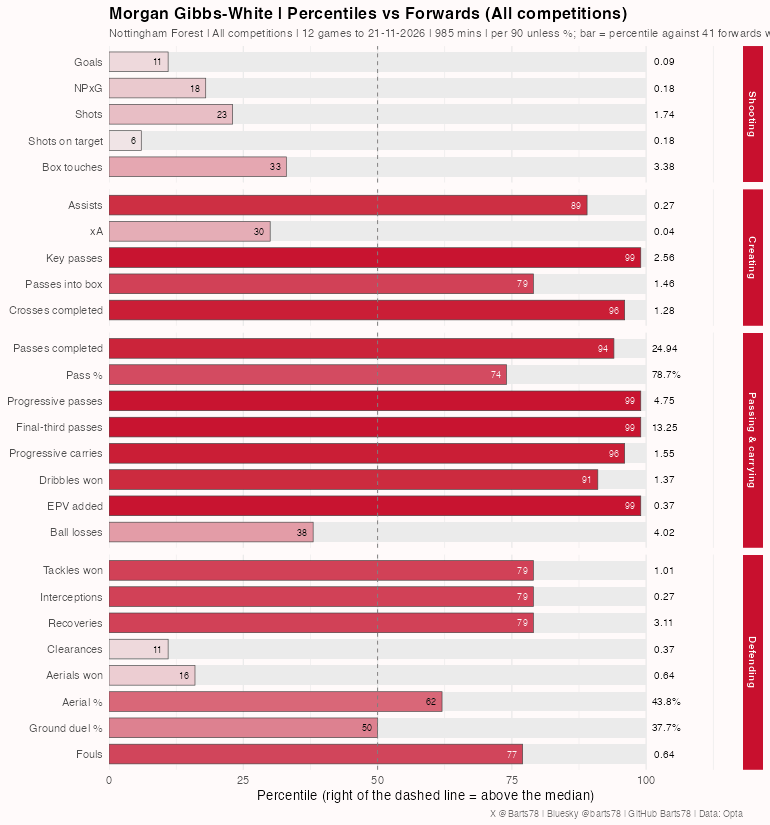 Morgan Gibbs-White | Percentiles vs Forwards (All competitions)
Nottingham Forest | All competitions | 12 games to 21-11-2026 | 985 mins | per 90 unless %; bar = percentile against 41 forwards
Goals 11 0.09
NPxG 18 0.18
Shots 23 1.74
Shots on target 6 0.18
Box touches 33 3.38
Shooting
Assists 89 0.27
xA 30 0.04
Key passes 99 2.56
Passes into box 79 1.46
Crosses completed 96 1.28
Creating
Passes completed 94 24.94
Pass % 74 78.7%
Progressive passes 99 4.75
Final-third passes 99 13.25
Progressive carries 96 1.55
Dribbles won 91 1.37
EPV added 99 0.37
Ball losses 38 4.02
Passing & carrying
Tackles won 79 1.01
Interceptions 79 0.27
Recoveries 79 3.11
Clearances 11 0.37
Aerials won 16 0.64
Aerial % 62 43.8%
Ground duel % 50 37.7%
Fouls 77 0.64
Defending
0 25 50 75 100
Percentile (right of the dashed line = above the median)
X @Barts78 | Bluesky @barts78 | GitHub Barts78 | Data: Opta